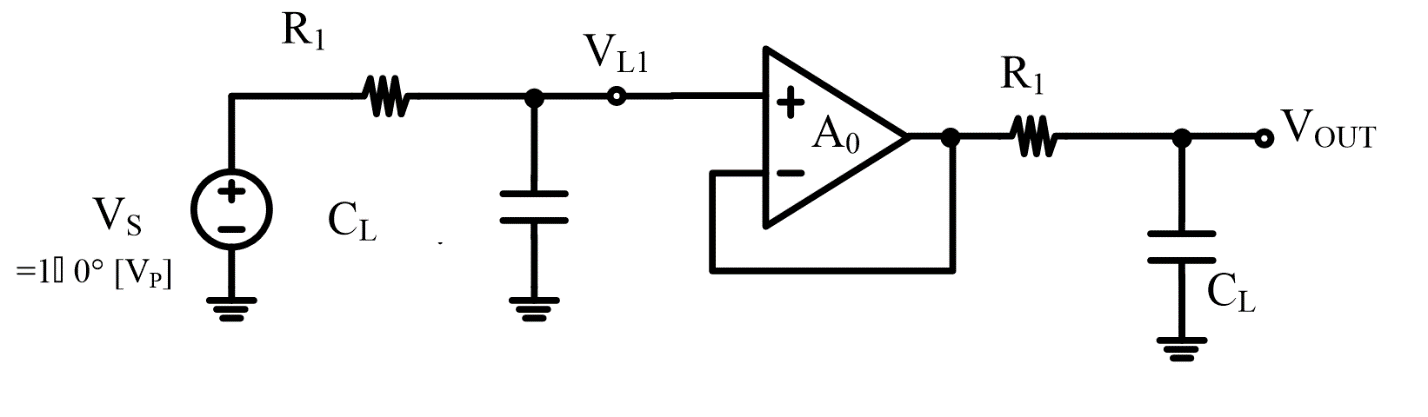 R1
VL1
R1
+
A0
VOUT
+
−
VS
CL
−
=1▯ 0° [VP]
CL